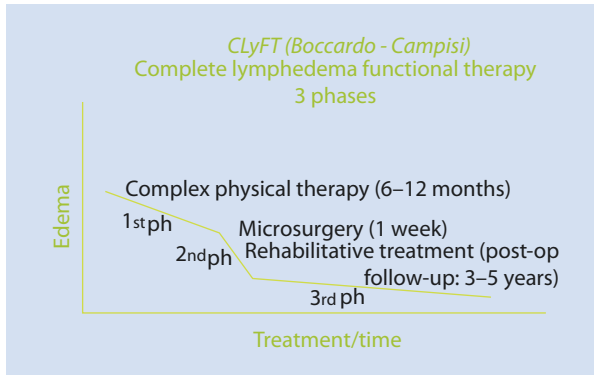 CLyFT (Boccardo - Campisi)
Complete lymphedema functional therapy
3 phases
Edema
Complex physical therapy (6–12 months)
1st ph
Microsurgery (1 week)
2nd ph
Rehabilitative treatment (post-op
follow-up: 3–5 years)
3rd ph
Treatment/time